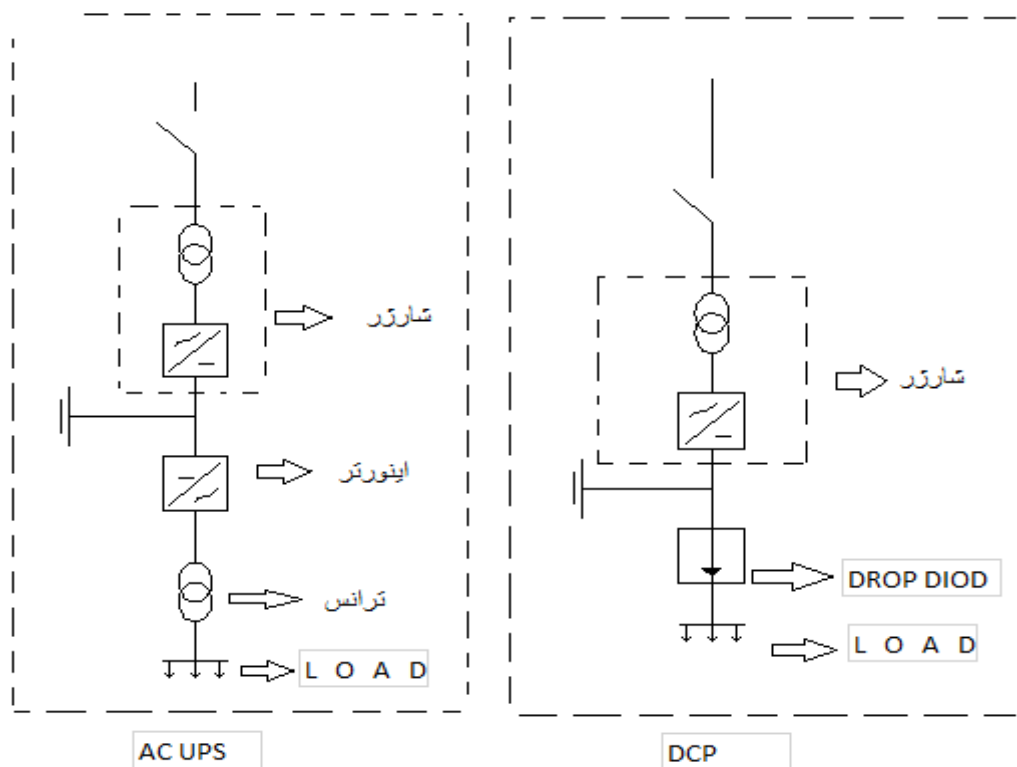 شارژر
اینورتر
ترانس
L O A D
AC UPS
شارژر
DROP DIOD
L O A D
DCP